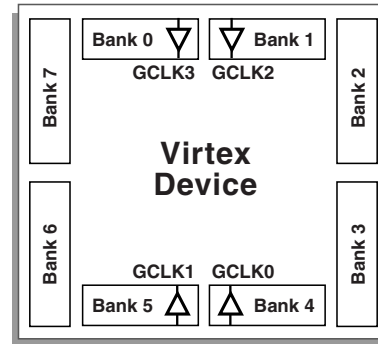 Bank 0
Bank 1
GCLK3
GCLK2
Bank 7
Bank 2
Virtex
Device
Bank 6
Bank 3
GCLK1
GCLK0
Bank 5
Bank 4